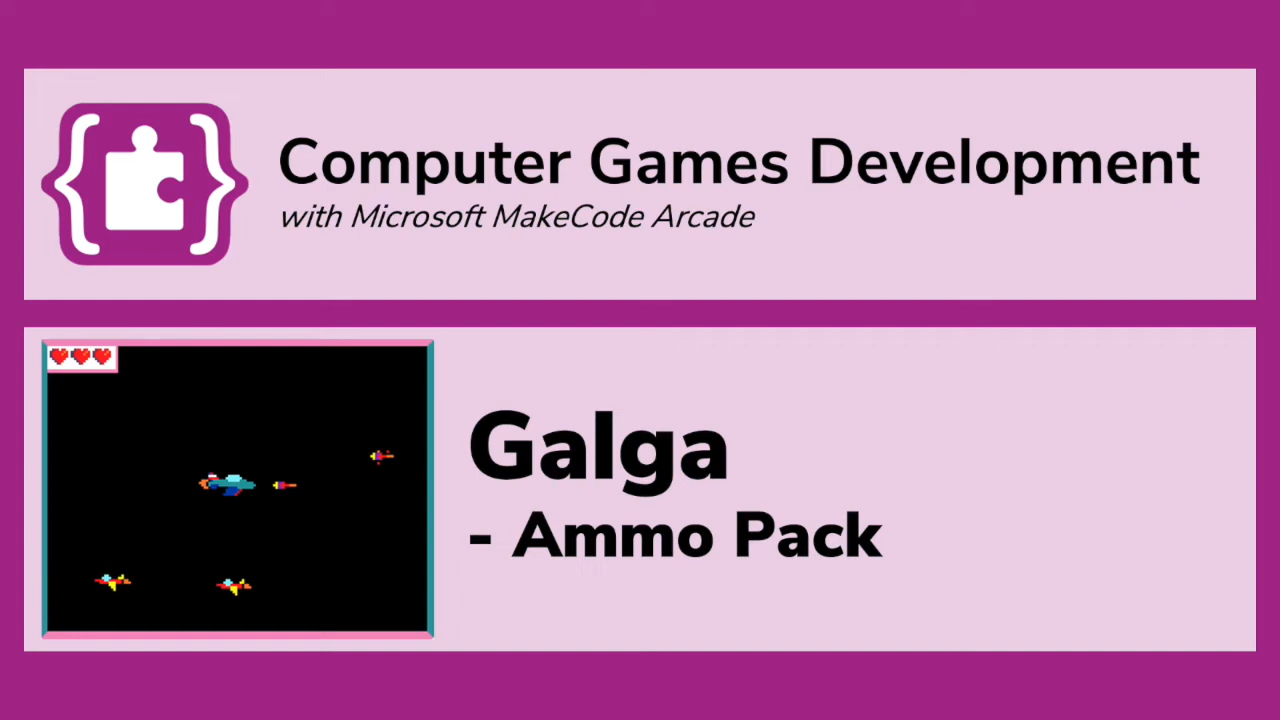 Computer Games Development
with Microsoft MakeCode Arcade
Galga
- Ammo Pack